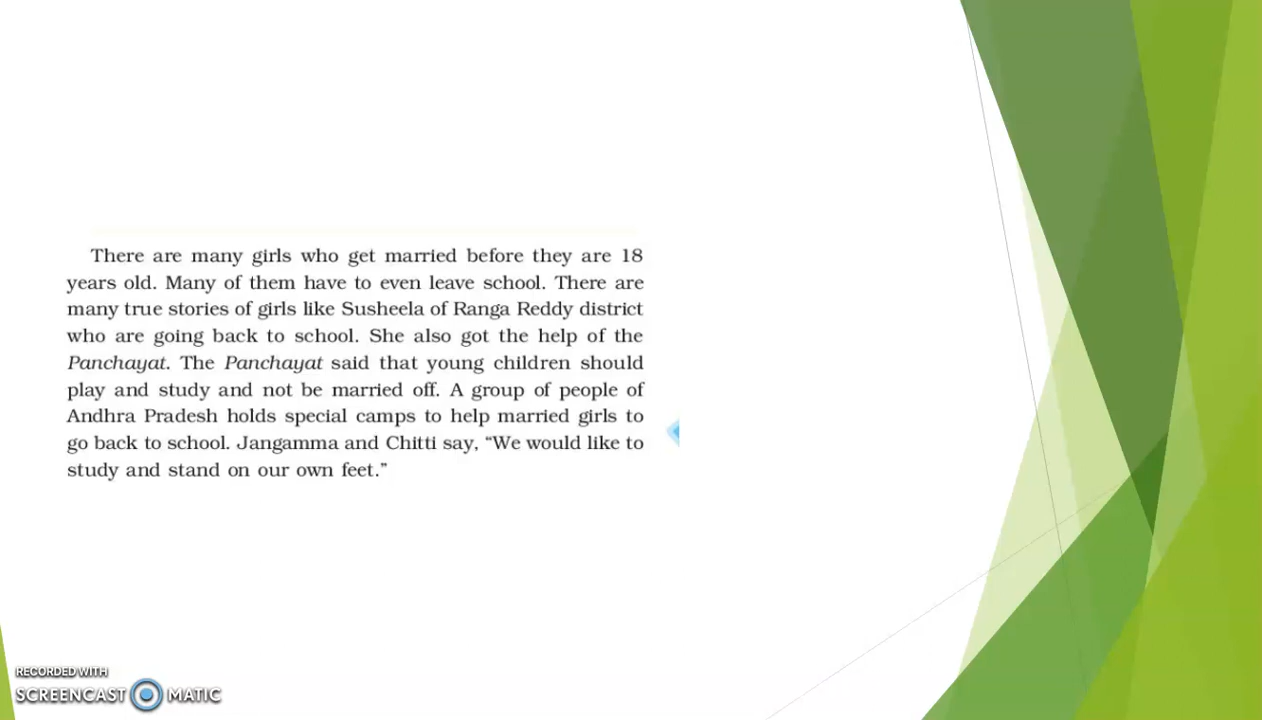 There are many girls who get married before they are 18
years old. Many of them have to even leave school. There are
many true stories of girls like Susheela of Ranga Reddy district
who are going back to school. She also got the help of the
Panchayat. The Panchayat said that young children should
play and study and not be married off. A group of people of
Andhra Pradesh holds special camps to help married girls to
go back to school. Jangamma and Chitti say, “We would like to
study and stand on our own feet.”
RECORDED WITH
SCREENCAST MATIC